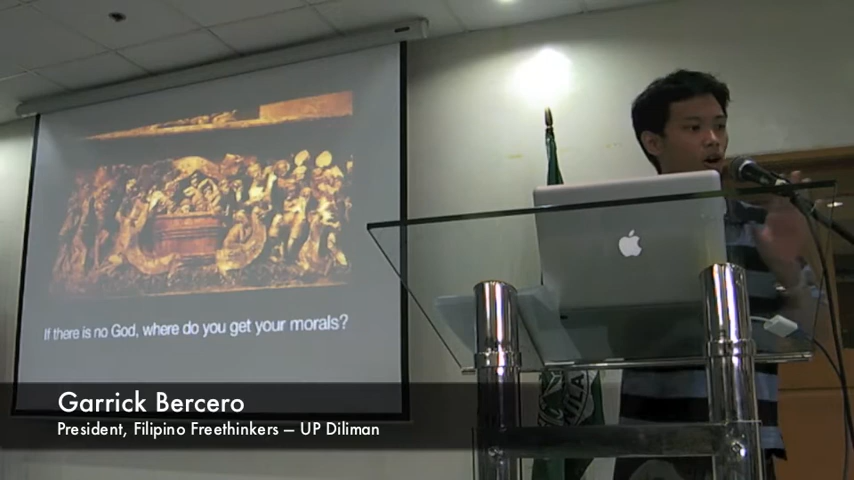 If there is no God, where do you get your morals?
Garrick Bercero
President, Filipino Freethinkers – UP Diliman